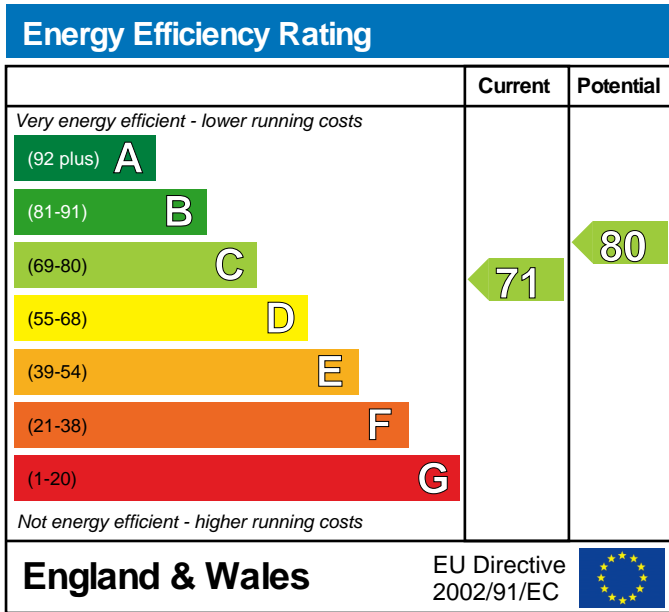 Energy Efficiency Rating
Current Potential
Very energy efficient - lower running costs
(92 plus) A
(81-91) B
(69-80) C
(55-68) D
(39-54) E
(21-38) F
(1-20) G
71
80
Not energy efficient - higher running costs
England & Wales
EU Directive
2002/91/EC